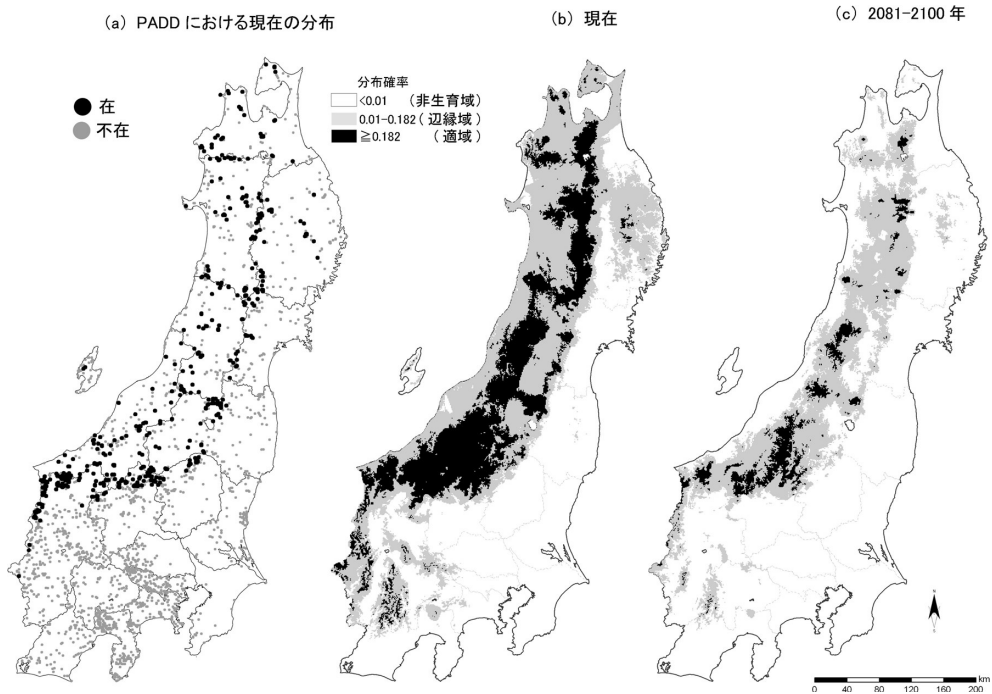 (a) PADD における現在の分布
(b) 現在
(c) 2081-2100 年
在
不在
分布確率
<0.01 (非生育域)
0.01-0.182 (辺縁域)
≧0.182 (適域)
km
0 40 80 120 160 200